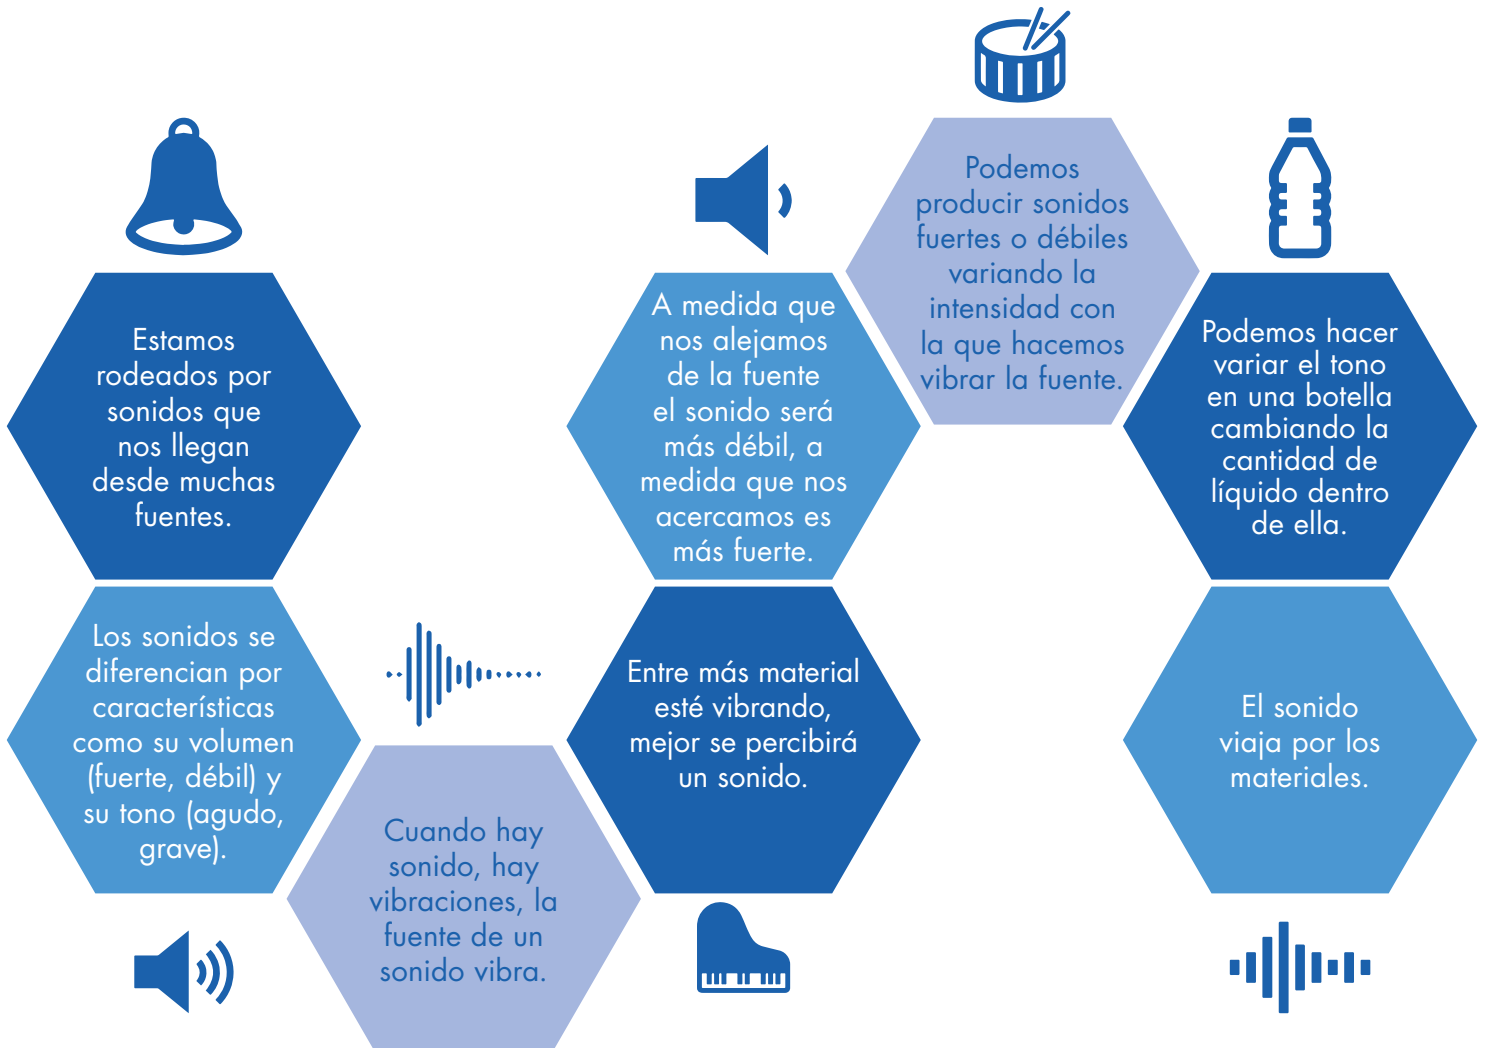 Estamos
rodeados por
sonidos que
nos llegan
desde muchas
fuentes.
Los sonidos se
diferencian por
características
como su volumen
(fuerte, débil) y
su tono (agudo,
grave).
Cuando hay
sonido, hay
vibraciones, la
fuente de un
sonido vibra.
Entre más material
esté vibrando,
mejor se percibirá
un sonido.
A medida que
nos alejamos
de la fuente
el sonido será
más débil, a
medida que nos
acercamos es
más fuerte.
Podemos
producir sonidos
fuertes o débiles
variando la
intensidad con
la que hacemos
vibrar la fuente.
Podemos hacer
variar el tono
en una botella
cambiando la
cantidad de
líquido dentro
de ella.
El sonido
viaja por los
materiales.